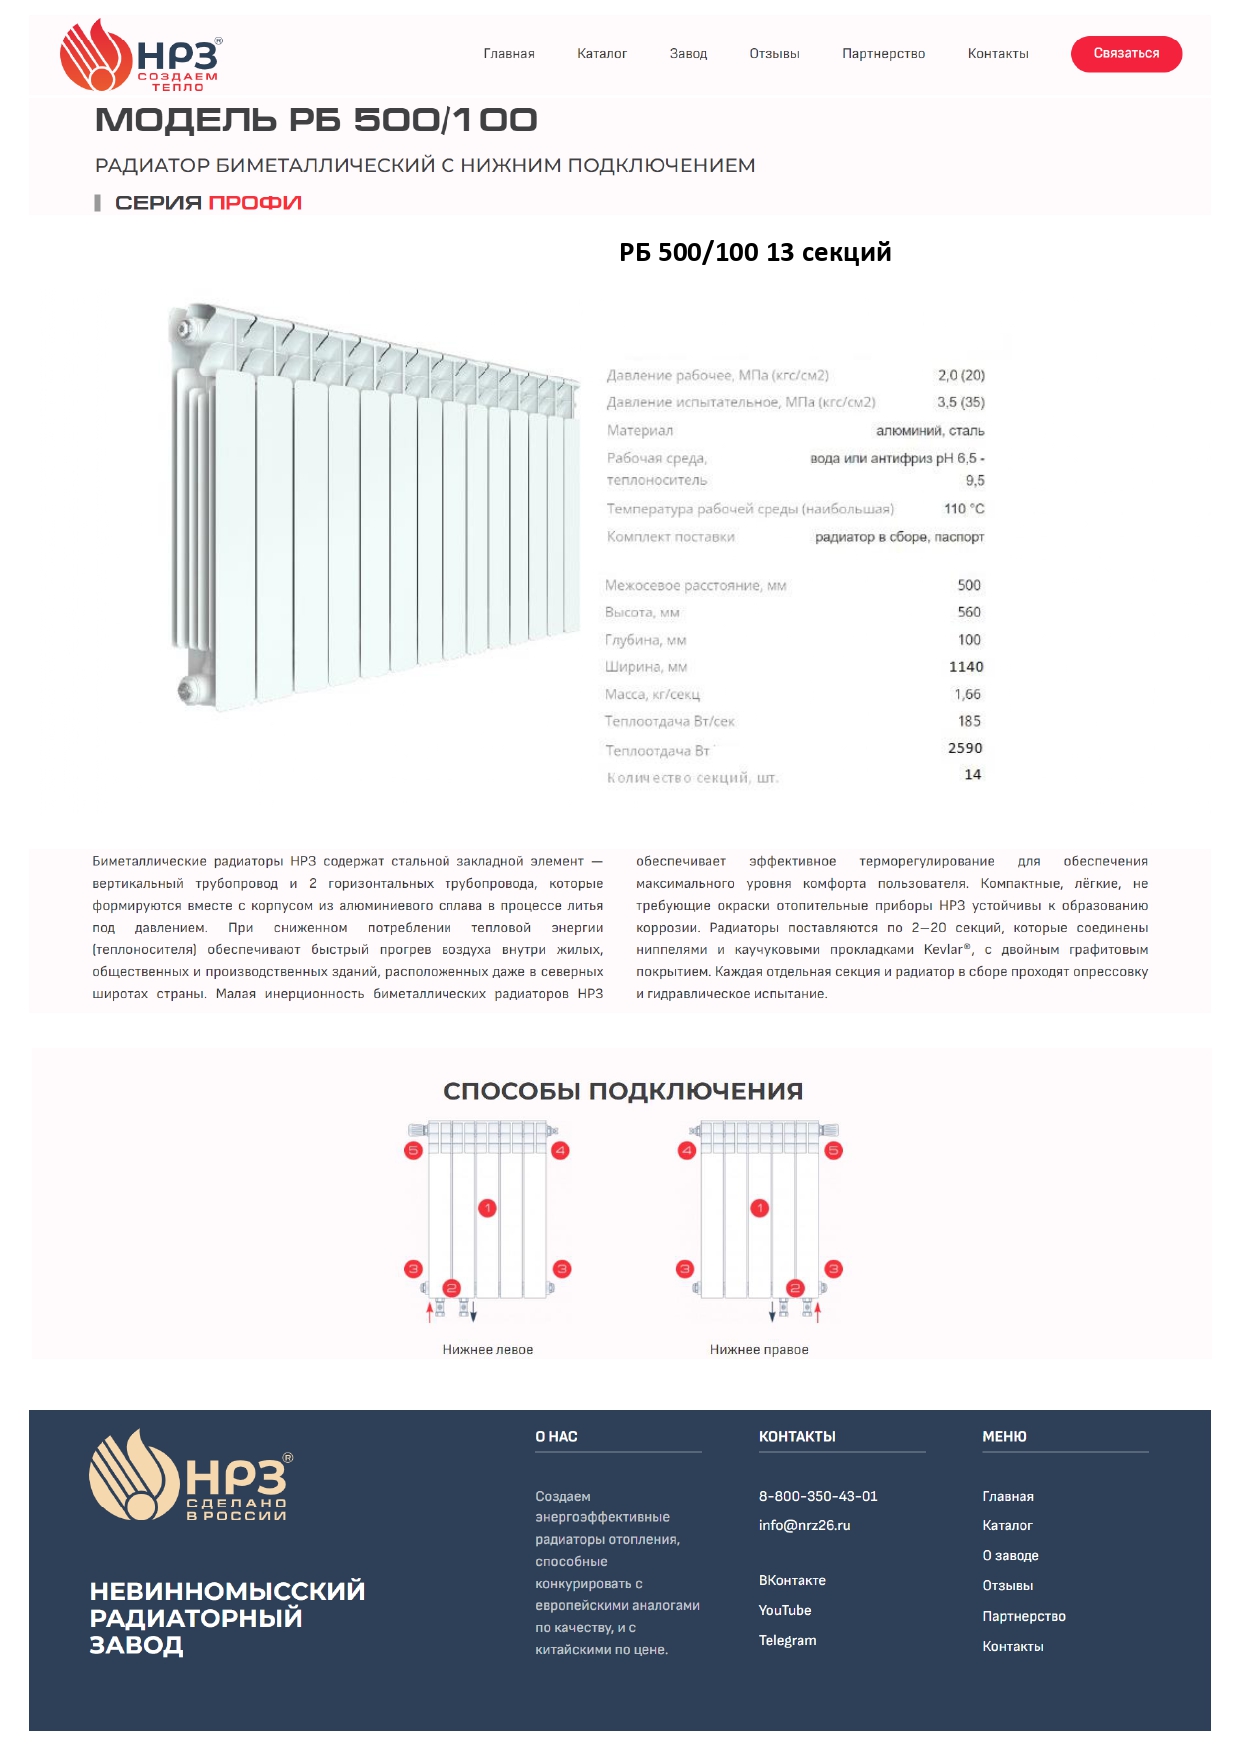 НРЗ®
СОЗДАЕМ
ТЕПЛО
Главная Каталог Завод Отзывы Партнерство Контакты Связаться
МОДЕЛЬ РБ 500/100
РАДИАТОР БИМЕТАЛЛИЧЕСКИЙ С НИЖНИМ ПОДКЛЮЧЕНИЕМ
СЕРИЯ ПРОФИ
РБ 500/100 13 секций
Давление рабочее, МПа (кгс/см2) 2,0 (20)
Давление испытательное, МПа (кгс/см2) 3,5 (35)
Материал алюминий, сталь
Рабочая среда, вода или антифриз рН 6,5 -
теплоноситель 9,5
Температура рабочей среды (наибольшая) 110 °С
Комплект поставки радиатор в сборе, паспорт
Межосевое расстояние, мм 500
Высота, мм 560
Глубина, мм 100
Ширина, мм 1140
Масса, кг/секц 1,66
Теплоотдача Вт/сек 185
Теплоотдача Вт 2590
Количество секций, шт. 14
Биметаллические радиаторы НРЗ содержат стальной закладной элемент —
вертикальный трубопровод и 2 горизонтальных трубопровода, которые
формируются вместе с корпусом из алюминиевого сплава в процессе литья
под давлением. При сниженном потреблении тепловой энергии
(теплоносителя) обеспечивают быстрый прогрев воздуха внутри жилых,
общественных и производственных зданий, расположенных даже в северных
широтах страны. Малая инерционность биметаллических радиаторов НРЗ
обеспечивает эффективное терморегулирование для обеспечения
максимального уровня комфорта пользователя. Компактные, лёгкие, не
требующие окраски отопительные приборы НРЗ устойчивы к образованию
коррозии. Радиаторы поставляются по 2–20 секций, которые соединены
ниппелями и каучуковыми прокладками Kevlar®, с двойным графитовым
покрытием. Каждая отдельная секция и радиатор в сборе проходят опрессовку
и гидравлическое испытание.
СПОСОБЫ ПОДКЛЮЧЕНИЯ
5 4 4 5
1 1
3 3 3 3
2 2
Нижнее левое Нижнее правое
НРЗ®
СДЕЛАНО
В РОССИИ
НЕВИННОМЫССКИЙ
РАДИАТОРНЫЙ
ЗАВОД
О НАС
Создаем
энергоэффективные
радиаторы отопления,
способные
конкурировать с
европейскими аналогами
по качеству, и с
китайскими по цене.
КОНТАКТЫ
8-800-350-43-01
info@nrz26.ru
ВКонтакте
YouTube
Telegram
МЕНЮ
Главная
Каталог
О заводе
Отзывы
Партнерство
Контакты